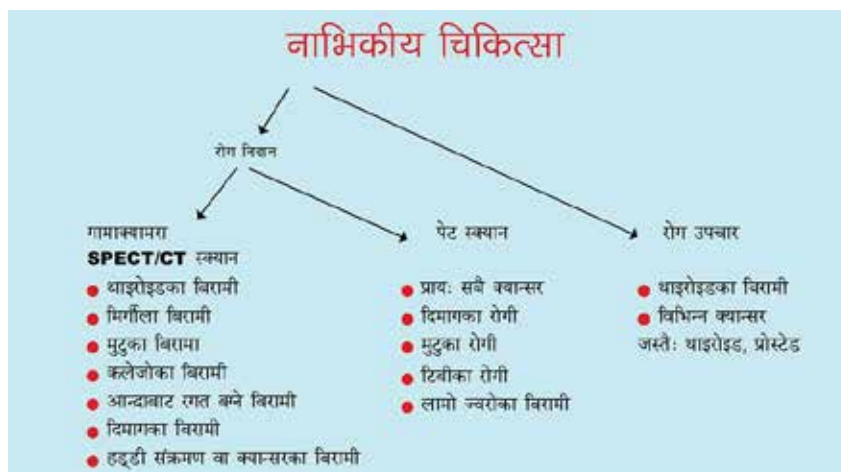 नाभिकीय चिकित्सा
रोग निदान
गामाक्यामरा
SPECT/CT स्क्यान
थाइरोइडका बिरामी
मिर्गौला बिरामी
मुटुका बिरामा
कलेजोका बिरामी
आन्द्राबाट रगत बग्ने बिरामी
दिमागका बिरामी
हड्डी संक्रमण वा क्यान्सरका बिरामी
पेट स्क्यान
प्रायः सबै क्यान्सर
दिमागका रोगी
मुटुका रोगी
टिवीका रोगी
लामो ज्वरोका बिरामी
रोग उपचार
थाइरोइडका बिरामी
विभिन्न क्यान्सर
जस्तैः थाइरोइड, प्रोस्टेड